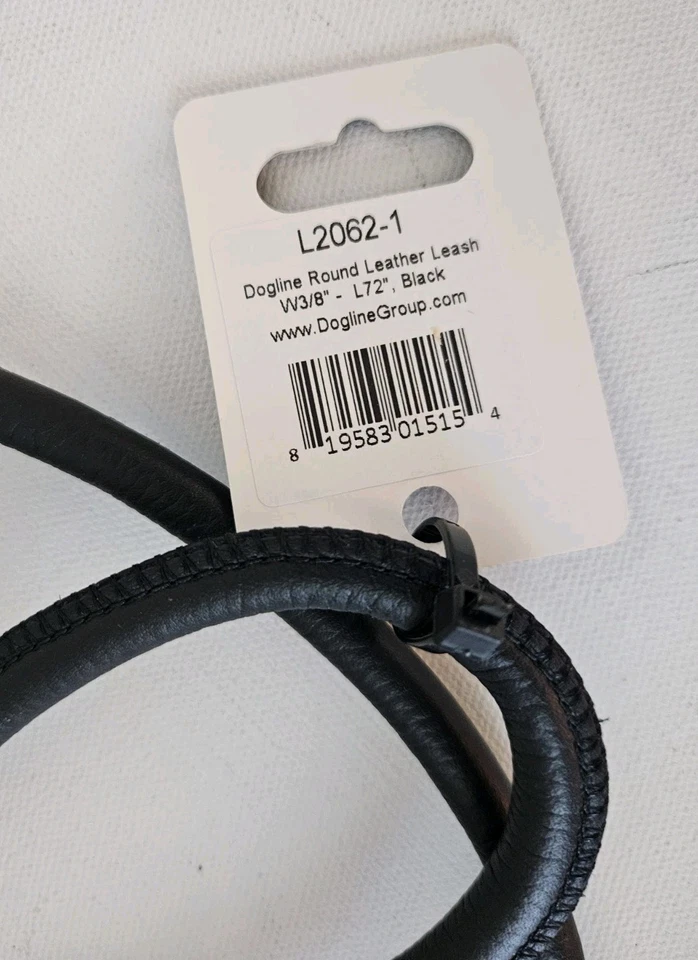 L2062-1
Dogline Round Leather Leash
W3/8" - L72", Black
www.DoglineGroup.com
8 19583 01515 4